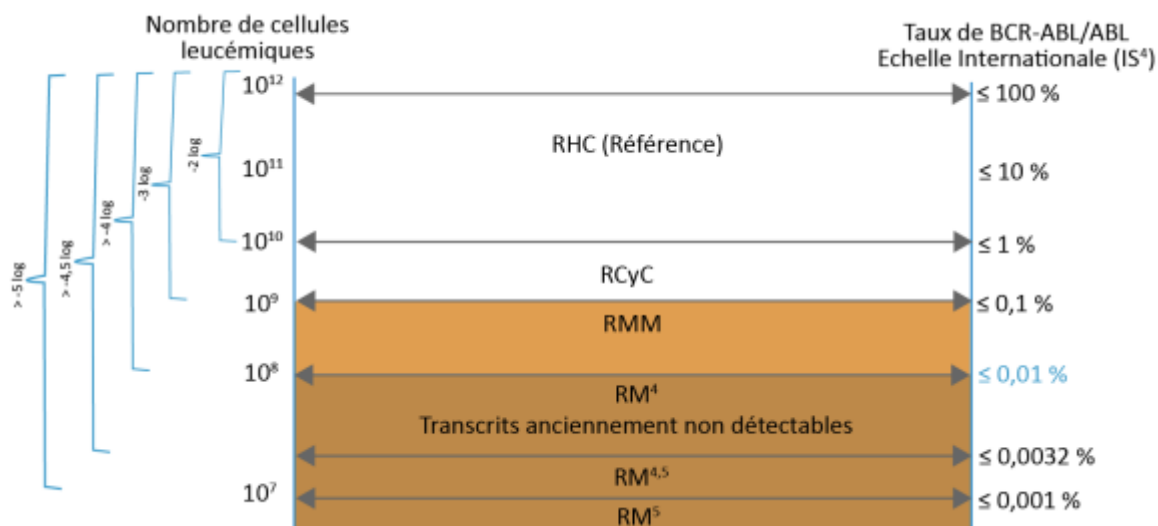 Nombre de cellules
leucémiques
Taux de BCR-ABL/ABL
Echelle Internationale (IS⁴)
10¹²
≤ 100 %
RHC (Référence)
-2 log
10¹¹
≤ 10 %
-3 log
> -4 log
10¹⁰
≤ 1 %
> -4,5 log
> -5 log
RCyC
10⁹
≤ 0,1 %
RMM
10⁸
≤ 0,01 %
RM⁴
Transcrits anciennement non détectables
≤ 0,0032 %
RM⁴,⁵
10⁷
≤ 0,001 %
RM⁵